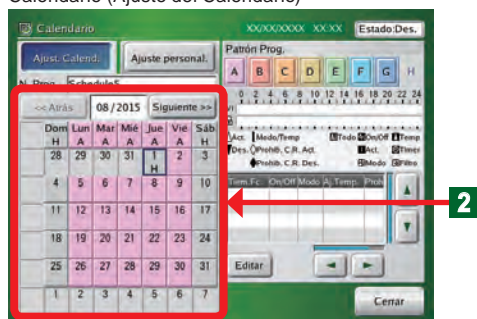 Calendario (Ajuste del Calendario)
Calendario XX/XX/XXXX XX:XX Estado:Des.
Ajust. Calend. Ajuste personal. Patrón Prog.
A B C D E F G H
N. Prog. Schedule5
0 2 4 6 8 10 12 14 16 18 20 22 24
<< Atrás 08/2015 Siguiente >>
Dom Lun Mar Mié Jue Vie Sáb
H A A A A A H
Act. Modo/Temp Todo On/Off Temp
Des. Prohib. C.R. Act. Act. Timer
Prohib. C.R. Des. Modo Filtro
28 29 30 31 1 2 3
H
Tiem.Fc. On/Off Modo Aj.Temp. Proh
4 5 6 7 8 9 10
11 12 13 14 15 16 17
2
18 19 20 21 22 23 24
25 26 27 28 29 30 31
Editar
1 2 3 4 5 6 7
Cerrar